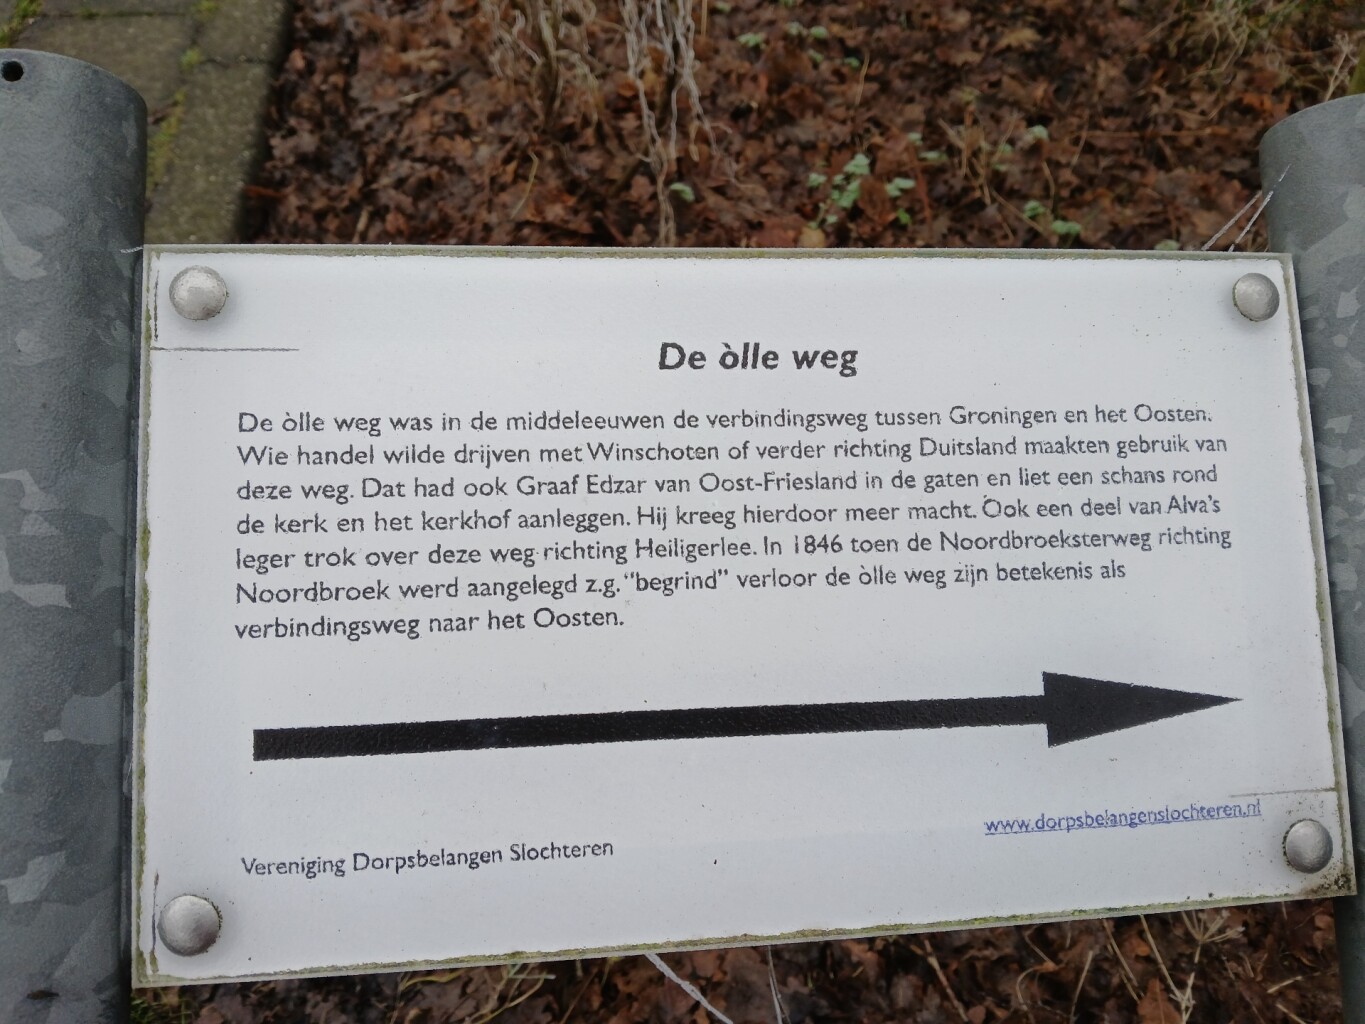 De òlle weg
De òlle weg was in de middeleeuwen de verbindingsweg tussen Groningen en het Oosten.
Wie handel wilde drijven met Winschoten of verder richting Duitsland maakten gebruik van
deze weg. Dat had ook Graaf Edzar van Oost-Friesland in de gaten en liet een schans rond
de kerk en het kerkhof aanleggen. Hij kreeg hierdoor meer macht. Ook een deel van Alva's
leger trok over deze weg richting Heiligerlee. In 1846 toen de Noordbroeksterweg richting
Noordbroek werd aangelegd z.g. "begrind" verloor de òlle weg zijn betekenis als
verbindingsweg naar het Oosten.
www.dorpsbelangenslochteren.nl
Vereniging Dorpsbelangen Slochteren